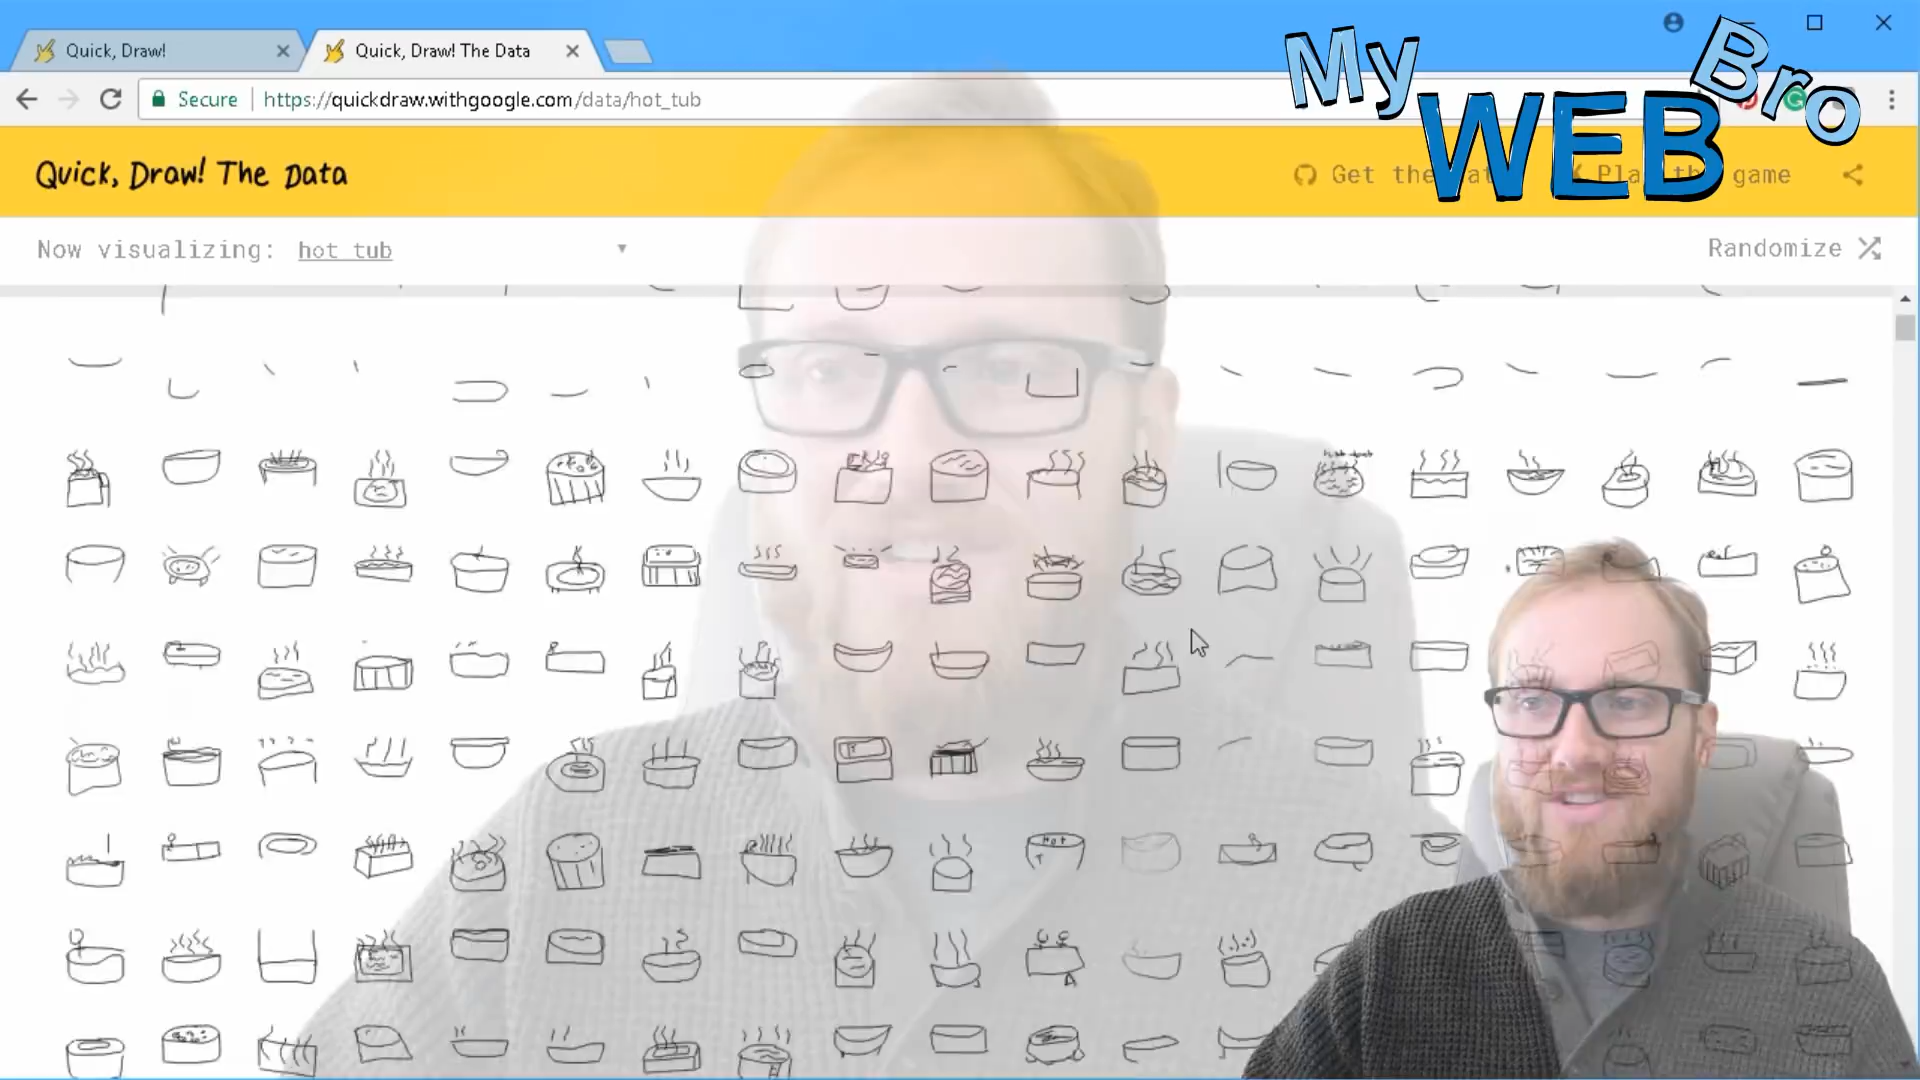 Quick, Draw!
Quick, Draw! The Data
Secure
https://quickdraw.withgoogle.com/data/hot_tub
My
WEB
Bro
Quick, Draw! The Data
Get the
game
Now visualizing: hot tub
Randomize